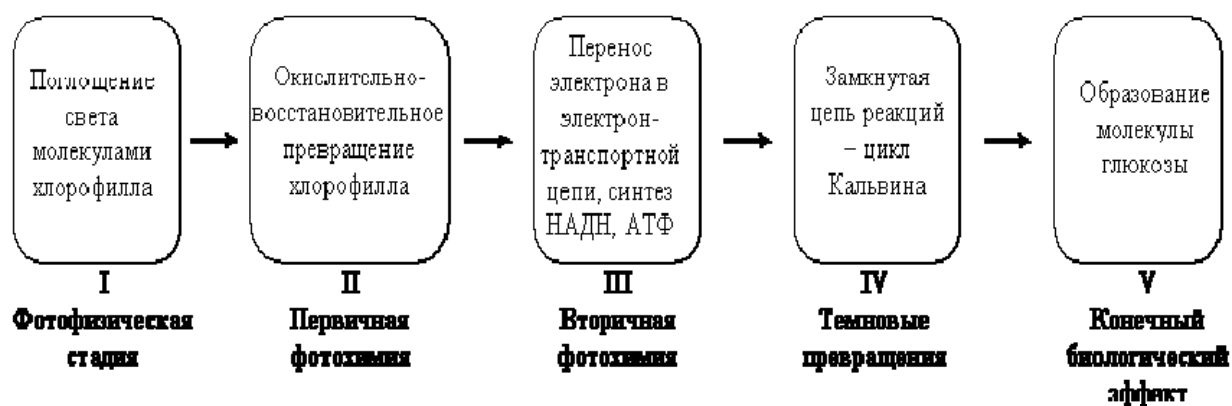 Поглощение
света
молекулами
хлорофилла
Окислительно-
восстановительное
превращение
хлорофилла
Перенос
электрона в
электрон-
транспортной
цепи, синтез
НАДН, АТФ
Замкнутая
цепь реакций
– цикл
Кальвина
Образование
молекулы
глюкозы
I
Фотофизическая
стадия
II
Первичная
фотохимия
III
Вторичная
фотохимия
IV
Темновые
превращения
V
Конечный
биологический
эффект